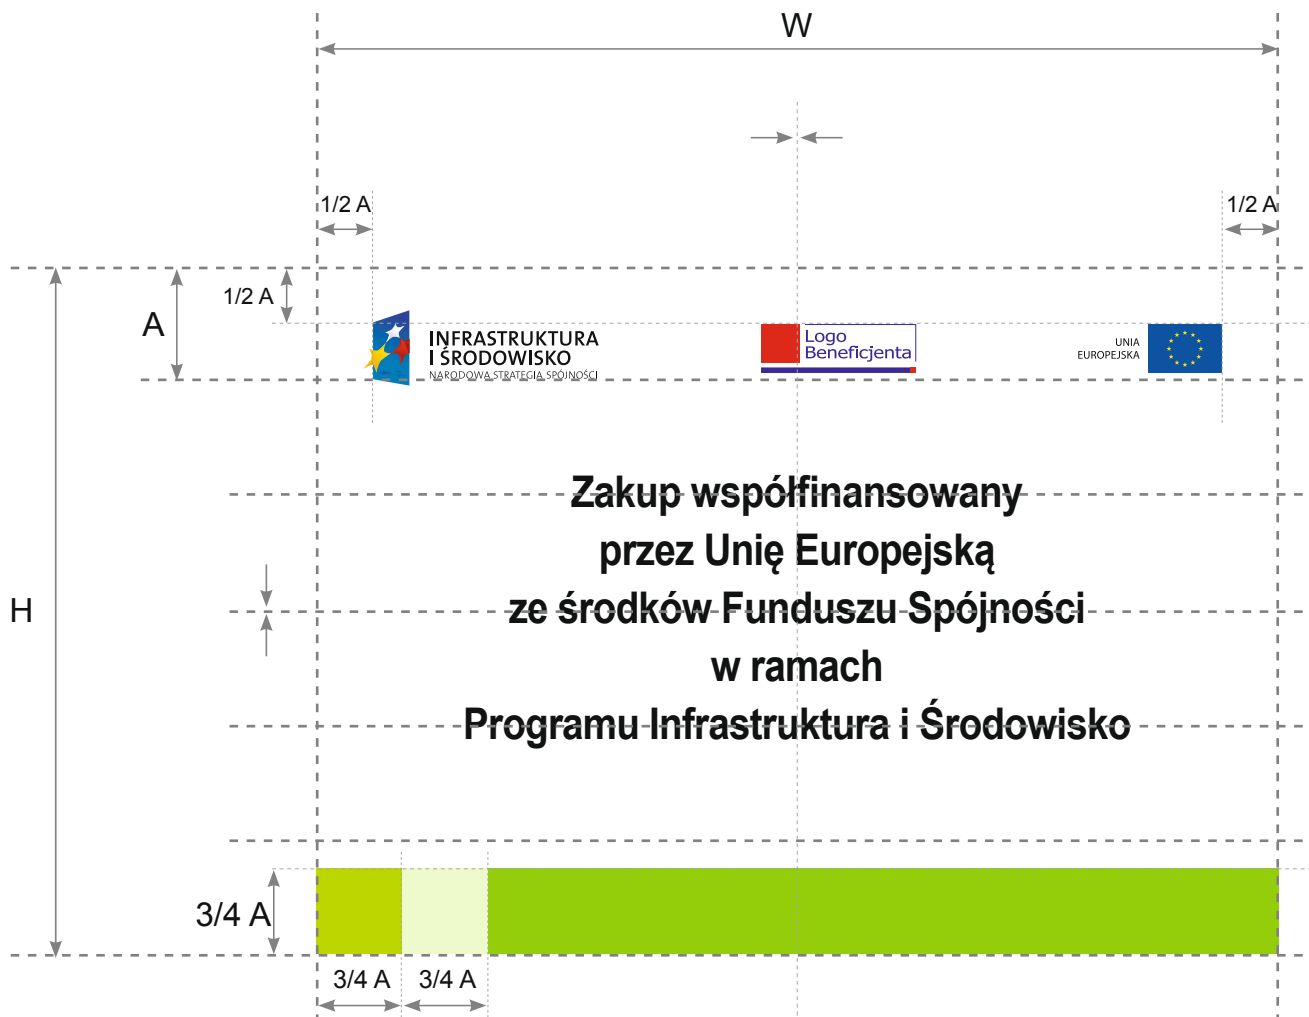 W
1/2 A
1/2 A
1/2 A
A
INFRASTRUKTURA
I ŚRODOWISKO
NARODOWA STRATEGIA SPÓJNOŚCI
Logo
Beneficjenta
UNIA
EUROPEJSKA
Zakup współfinansowany
przez Unię Europejską
ze środków Funduszu Spójności
H
w ramach
Programu Infrastruktura i Środowisko
3/4 A
3/4 A
3/4 A